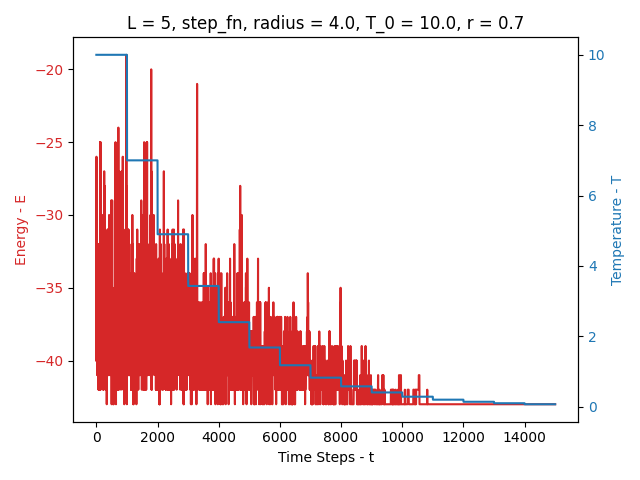 L = 5, step_fn, radius = 4.0, T_0 = 10.0, r = 0.7
Energy - E
−20
−25
−30
−35
−40
10
8
6
4
2
0
Temperature - T
0 2000 4000 6000 8000 10000 12000 14000
Time Steps - t